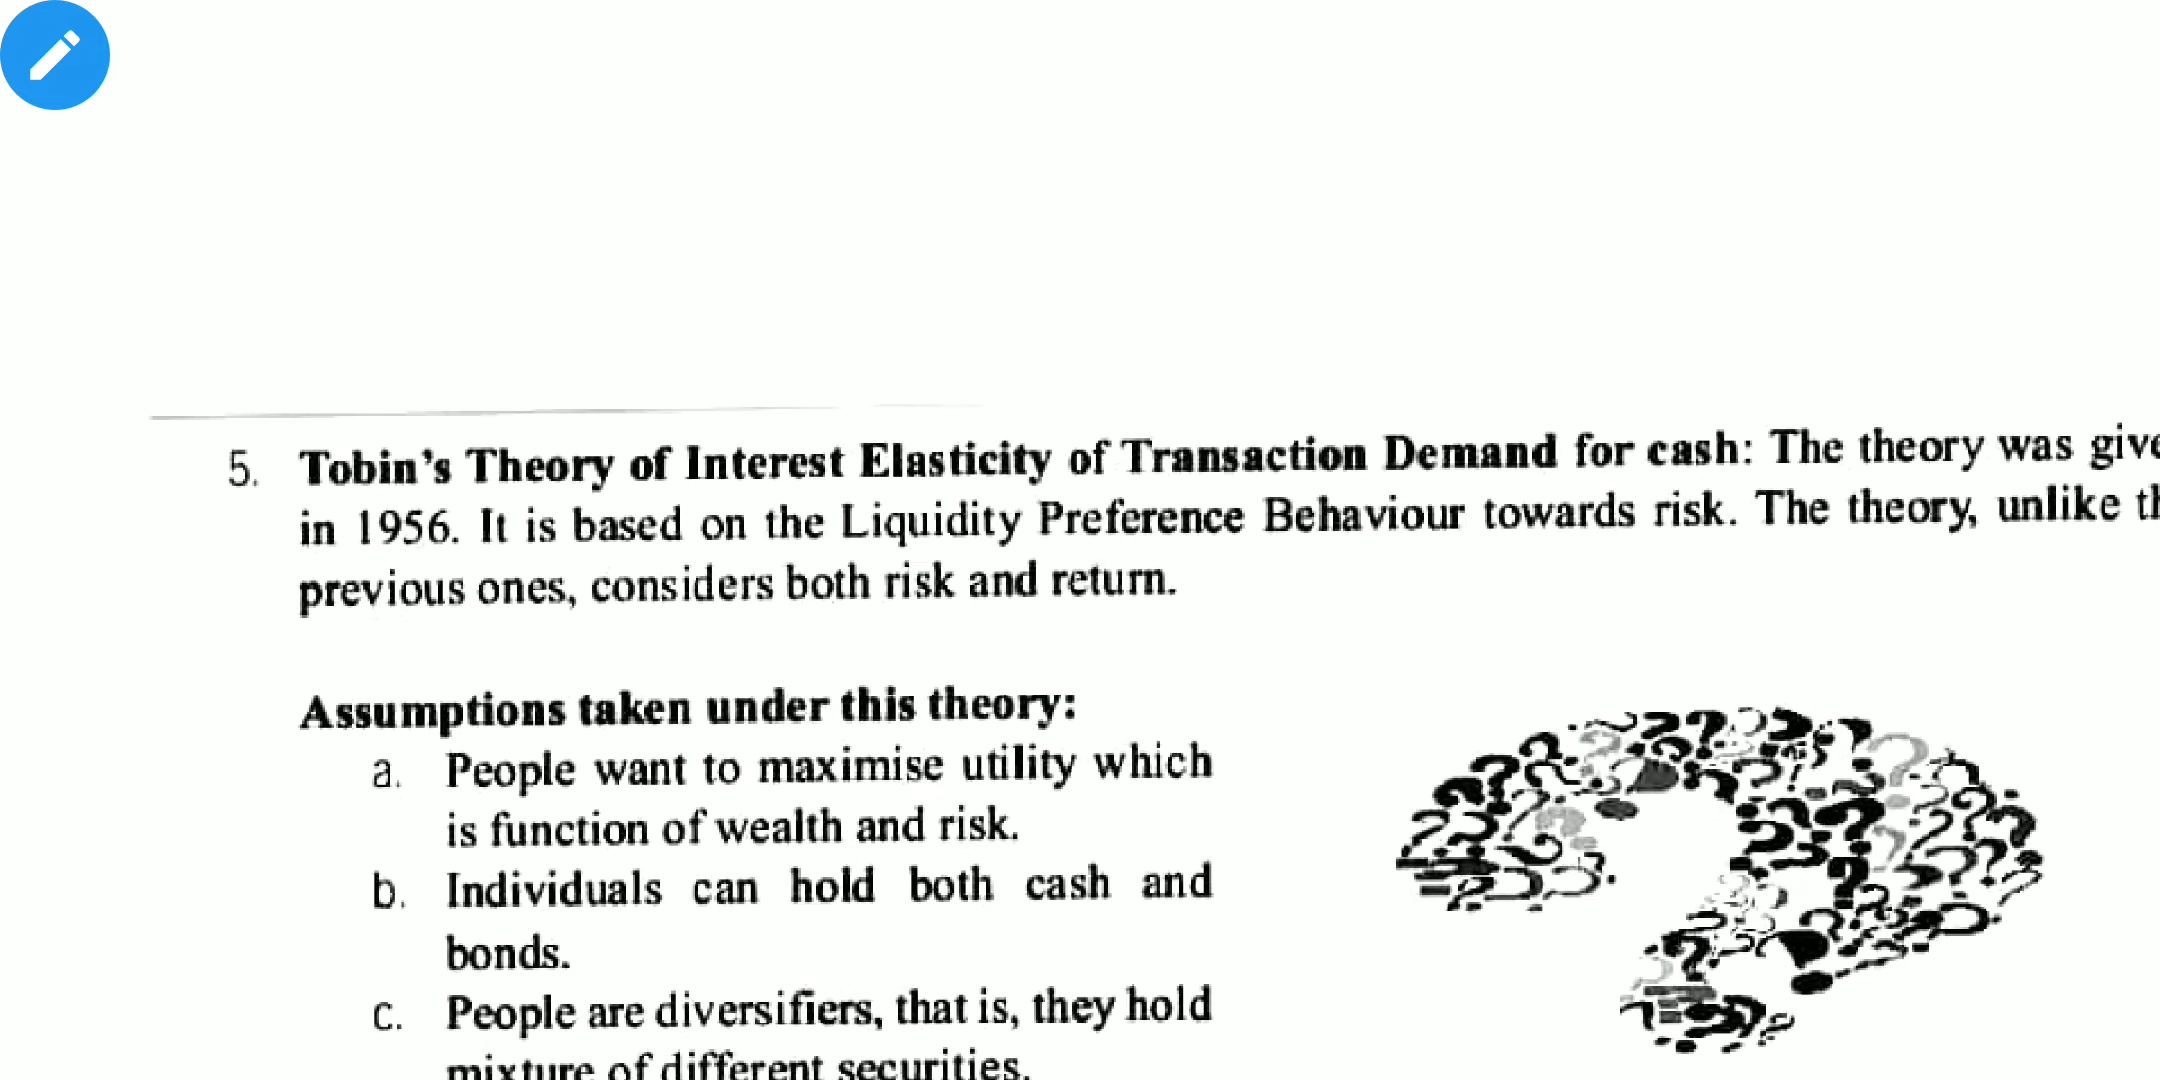 5. Tobin's Theory of Interest Elasticity of Transaction Demand for cash: The theory was
in 1956. It is based on the Liquidity Preference Behaviour towards risk. The theory, unlike
previous ones, considers both risk and return.
Assumptions taken under this theory:
a. People want to maximise utility which
is function of wealth and risk.
b. Individuals can hold both cash and
bonds.
c. People are diversifiers, that is, they hold
mixture of different securities.